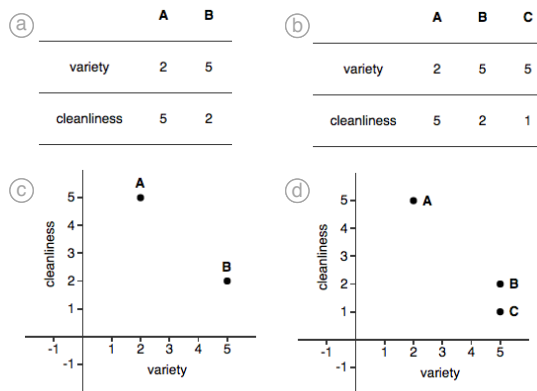 a
A B
variety 2 5
cleanliness 5 2
b
A B C
variety 2 5 5
cleanliness 5 2 1
c
A
5
4
cleanliness
3
B
2
1
-1 1 2 3 4 5
-1
variety
d
5 A
4
cleanliness
3
2 B
1 C
-1 1 2 3 4 5
-1
variety